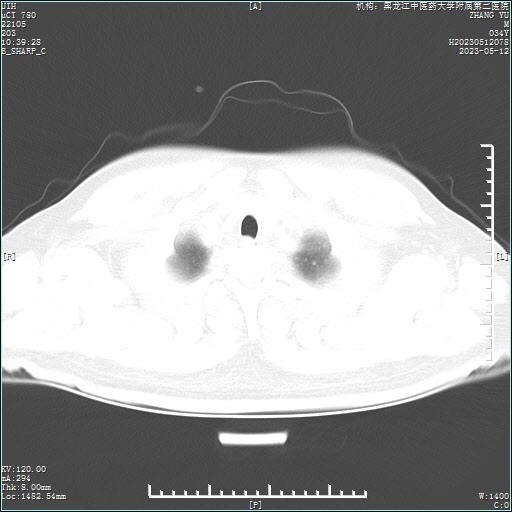 UIH
uCT 780
22105
203
10:39:28
B_SHARP_C
[A]
机构: 黑龙江中医药大学附属第二医院
ZHANG YU
M
034Y
H20230512078
2023-05-12
[R]
[L]
KV:120.00
mA:294
Thk:8.00mm
Loc:1482.54mm
[P]
W:1400
C:0